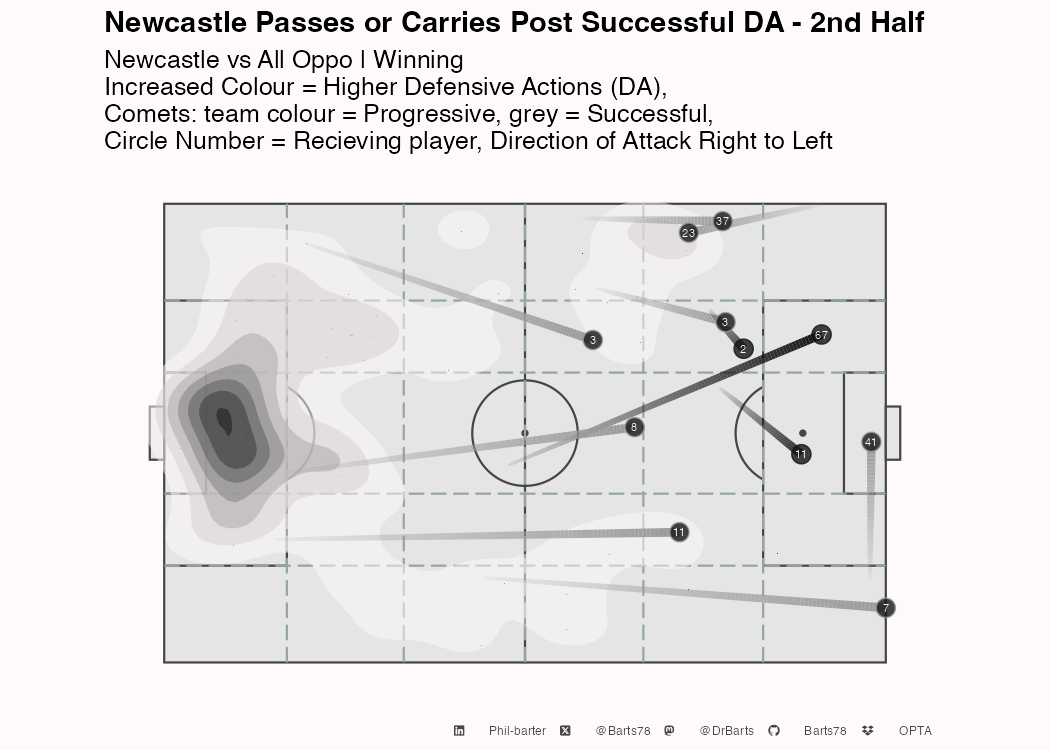 Newcastle Passes or Carries Post Successful DA - 2nd Half
Newcastle vs All Oppo | Winning
Increased Colour = Higher Defensive Actions (DA),
Comets: team colour = Progressive, grey = Successful,
Circle Number = Recieving player, Direction of Attack Right to Left
37
23
3
2
67
3
8
41
11
11
7
Phil-barter @Barts78 @DrBarts Barts78 OPTA